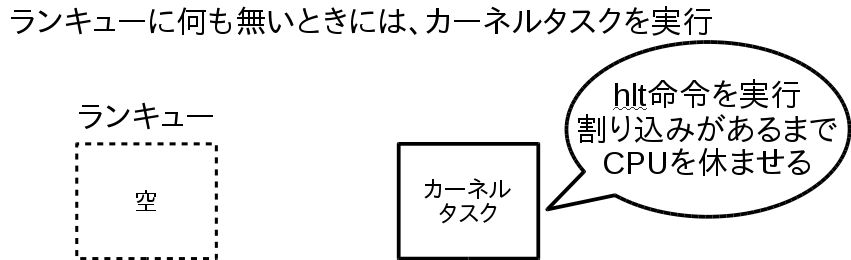 ランキューに何も無いときには、カーネルタスクを実行
hlt命令を実行
割り込みがあるまで
CPUを休ませる
ランキュー
空
カーネル
タスク